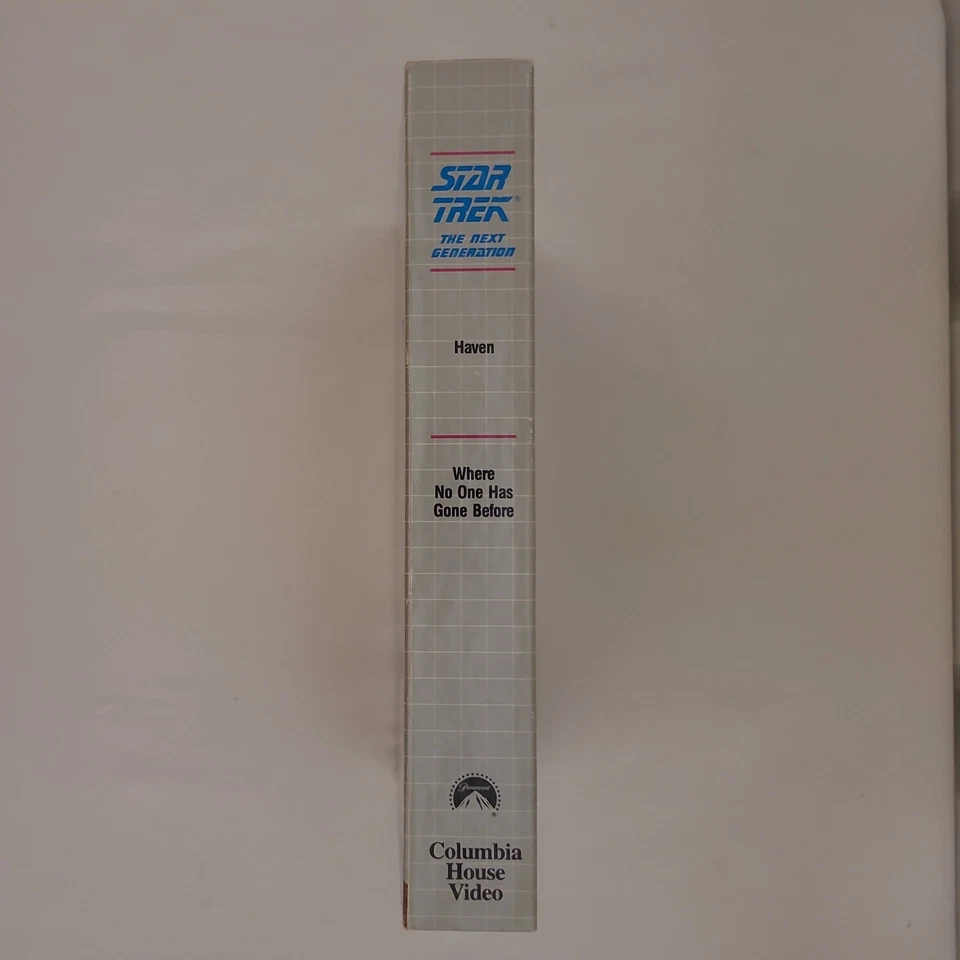 STAR
TREK®
THE NEXT
GENERATION
Haven
Where
No One Has
Gone Before
Paramount
®
Columbia
House
Video